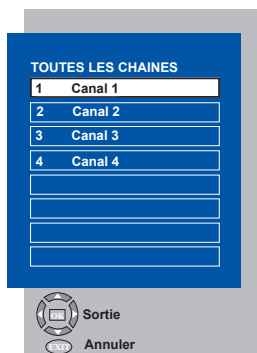 TOUTES LES CHAINES
1 Canal 1
2 Canal 2
3 Canal 3
4 Canal 4
OK Sortie
EXIT Annuler